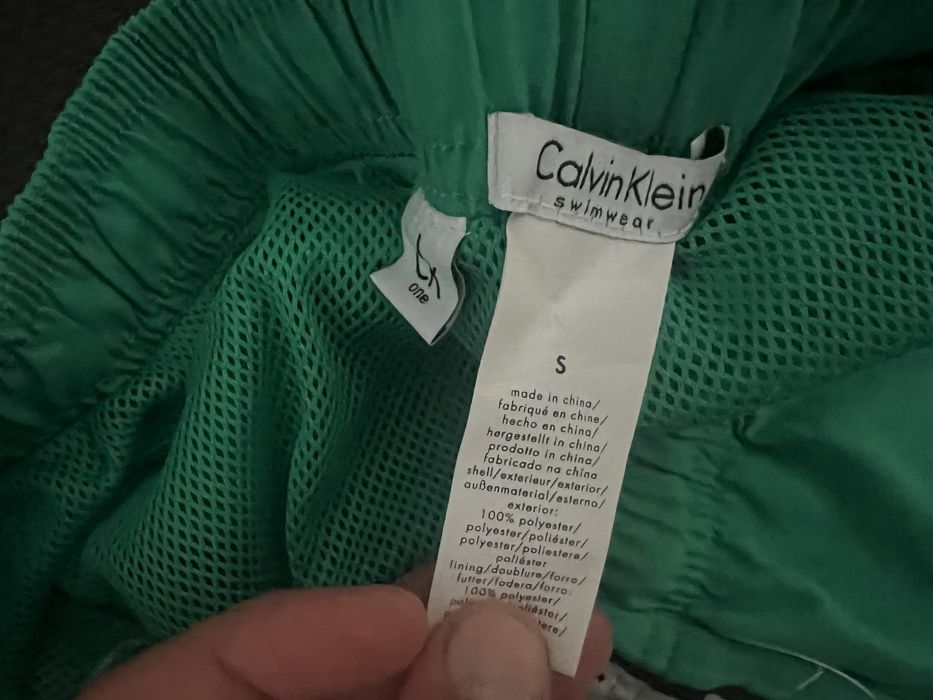 CalvinKlein
swimwear
one
S
made in china/
fabriqué en chine/
hecho en china/
hergestellt in china/
prodotto in china/
fabricado na china
shell/exterieur/exterior/
außenmaterial/esterno/
exterior:
100% polyester/
polyester/poliéster/
polyester/poliestere/
poliéster
lining/doublure/forro/
futter/fodera/forro:
100% polyester/